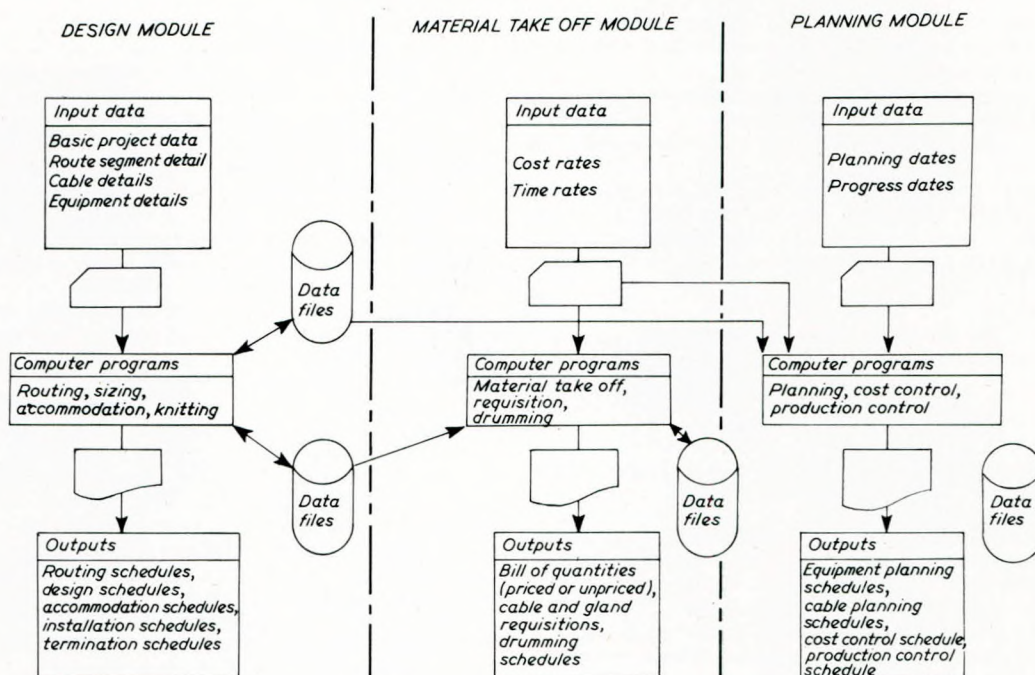 DESIGN MODULE
MATERIAL TAKE OFF MODULE
PLANNING MODULE
Input data
Basic project data
Route segment detail
Cable details
Equipment details
Data
files
Computer programs
Routing, sizing,
accommodation, knitting
Data
files
Outputs
Routing schedules,
design schedules,
accommodation schedules,
installation schedules,
termination schedules
Input data
Cost rates
Time rates
Computer programs
Material take off,
requisition,
drumming
Data
files
Outputs
Bill of quantities
(priced or unpriced),
cable and gland
requisitions,
drumming
schedules
Input data
Planning dates
Progress dates
Computer programs
Planning, cost control,
production control
Data
files
Outputs
Equipment planning
schedules,
cable planning
schedules,
cost control schedule,
production control
schedule